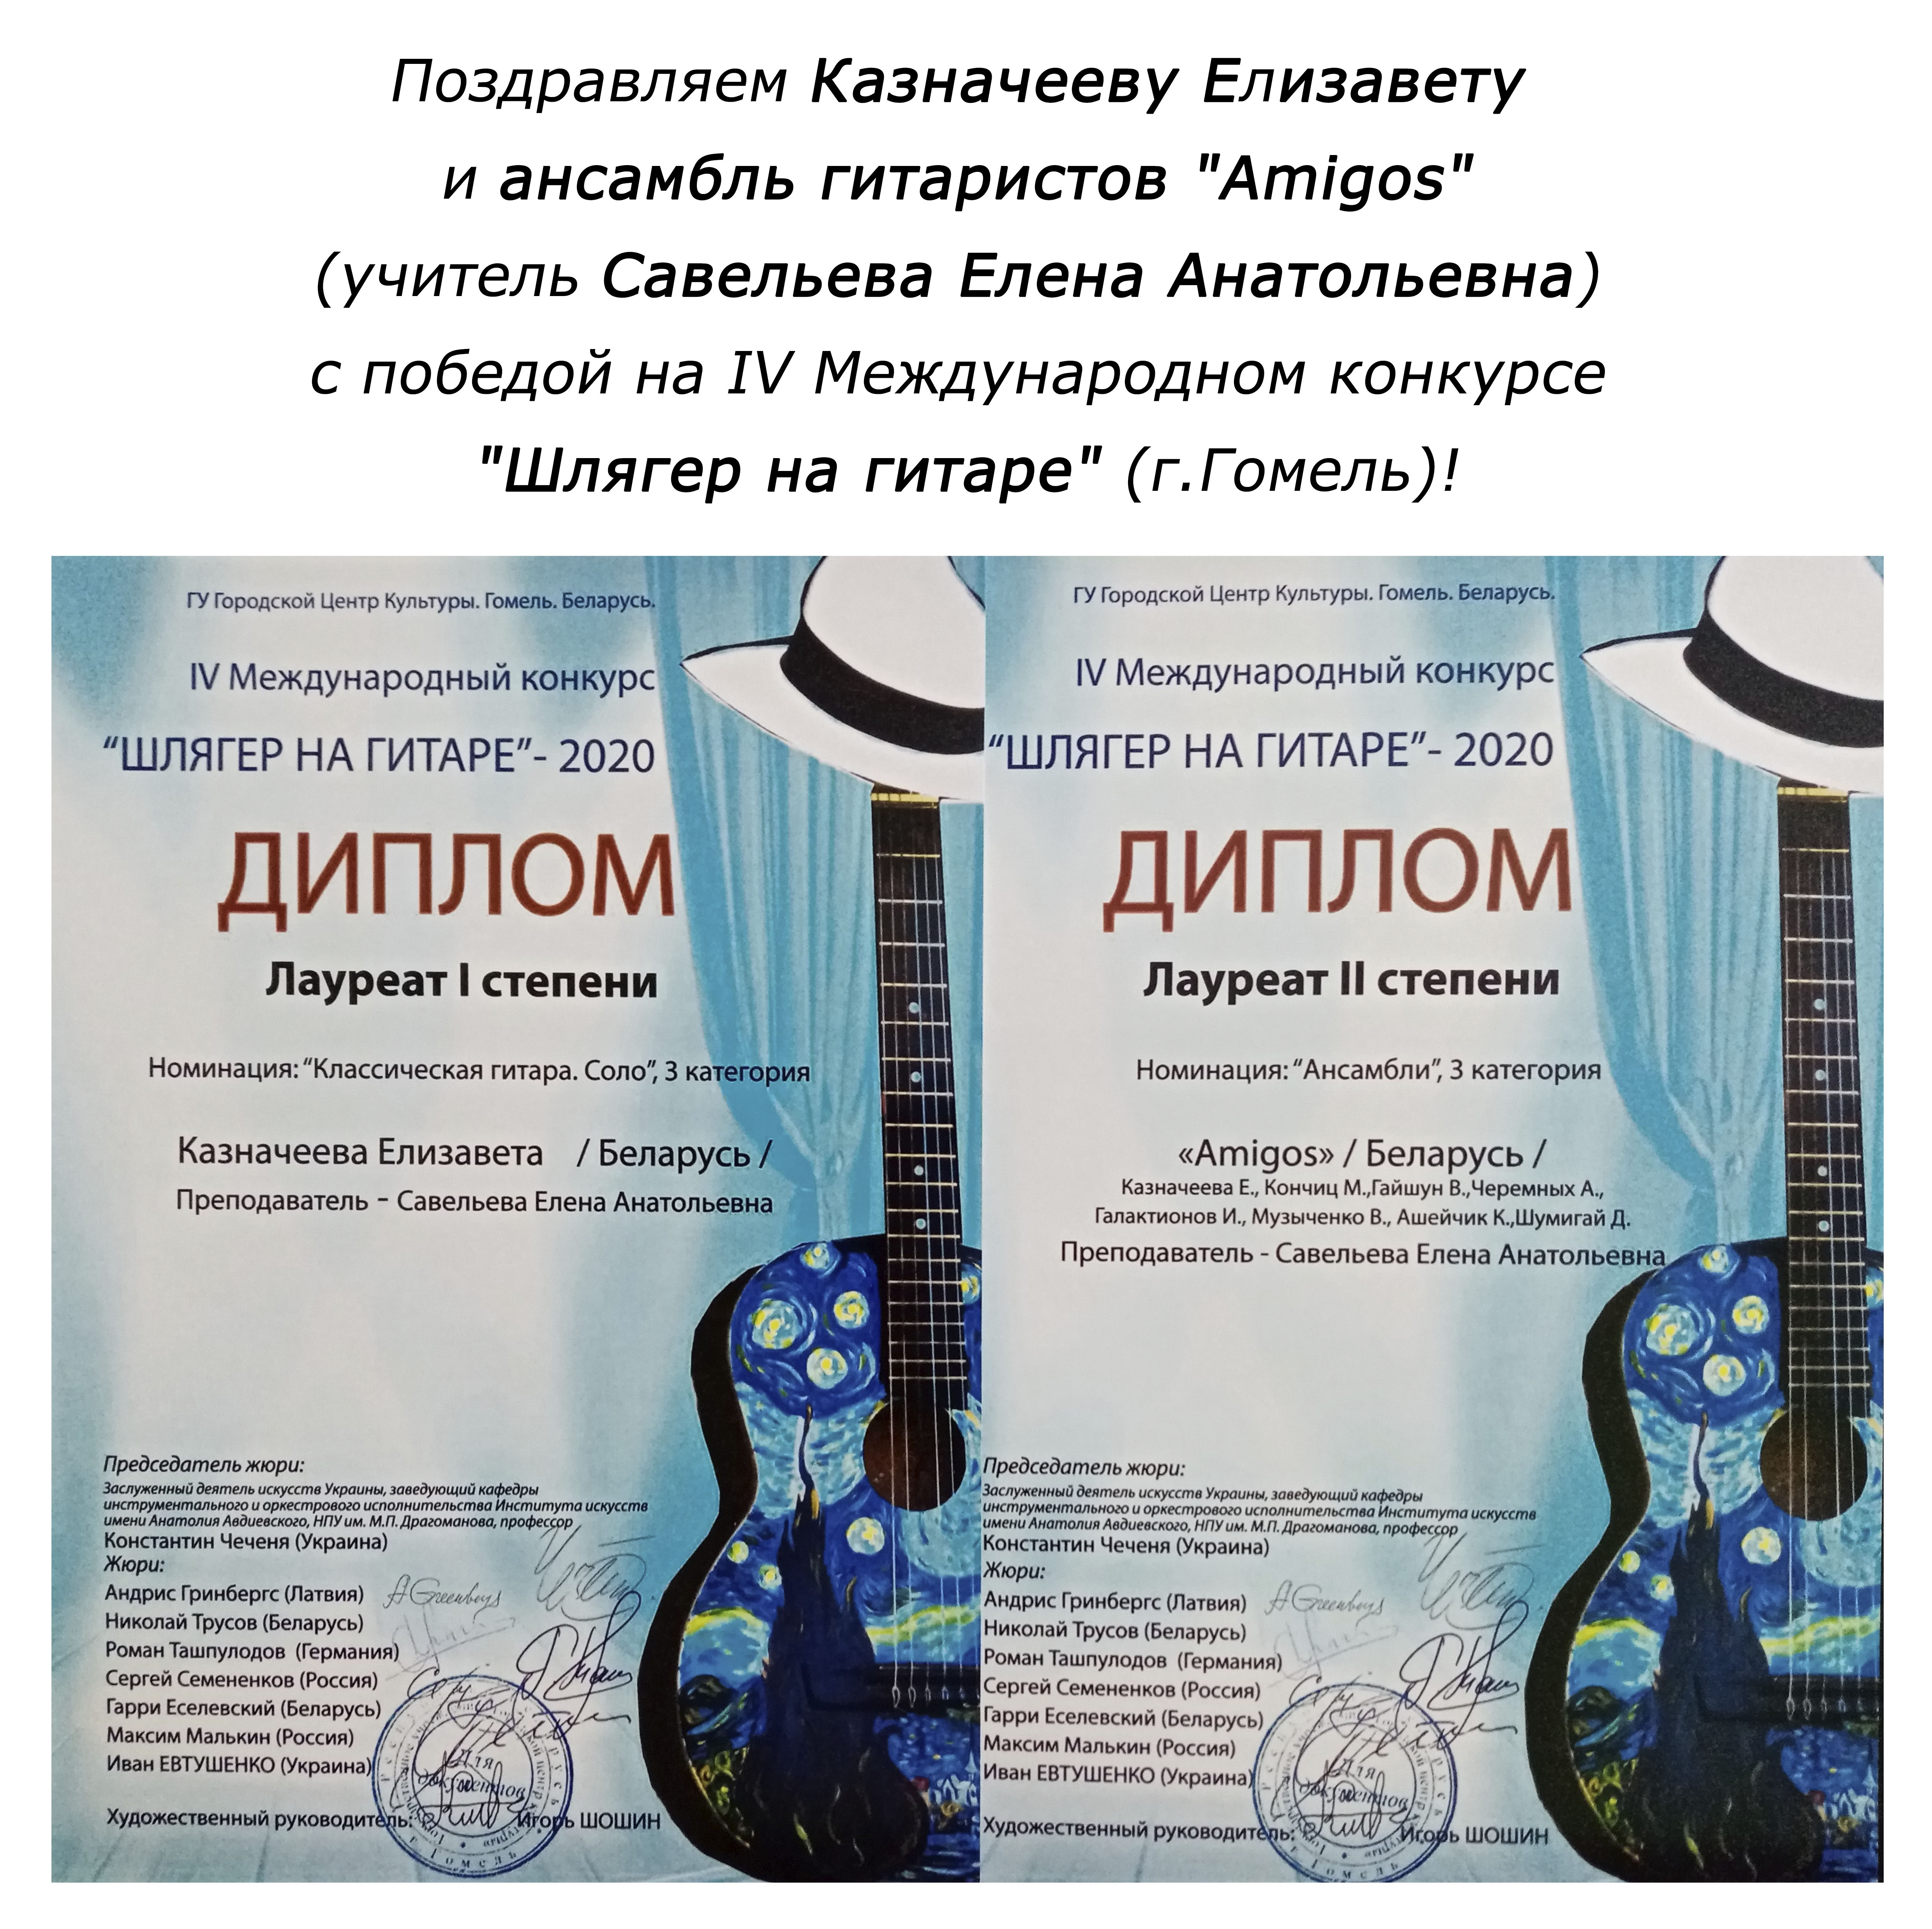 Поздравляем Казначееву Елизавету
и ансамбль гитаристов "Amigos"
(учитель Савельева Елена Анатольевна)
с победой на IV Международном конкурсе
"Шлягер на гитаре" (г.Гомель)!
ГУ Городской Центр Культуры. Гомель. Беларусь.
IV Международный конкурс
“ШЛЯГЕР НА ГИТАРЕ”- 2020
ДИПЛОМ
Лауреат I степени
Номинация: “Классическая гитара. Соло”, 3 категория
Казначеева Елизавета / Беларусь /
Преподаватель - Савельева Елена Анатольевна
Председатель жюри:
Заслуженный деятель искусств Украины, заведующий кафедры
инструментального и оркестрового исполнительства Института искусств
имени Анатолия Авдиевского, НПУ им. М.П. Драгоманова, профессор
Константин Чеченя (Украина)
Жюри:
Андрис Гринбергс (Латвия)
Николай Трусов (Беларусь)
Роман Ташпулодов (Германия)
Сергей Семененков (Россия)
Гарри Еселевский (Беларусь)
Максим Малькин (Россия)
Иван ЕВТУШЕНКО (Украина)
Для
документов
Гомель
Художественный руководитель: Игорь ШОШИН
ГУ Городской Центр Культуры. Гомель. Беларусь.
IV Международный конкурс
“ШЛЯГЕР НА ГИТАРЕ”- 2020
ДИПЛОМ
Лауреат II степени
Номинация: “Ансамбли”, 3 категория
«Amigos» / Беларусь /
Казначеева Е., Кончиц М.,Гайшун В.,Черемных А.,
Галактионов И., Музыченко В., Ашейчик К.,Шумигай Д.
Преподаватель - Савельева Елена Анатольевна
Председатель жюри:
Заслуженный деятель искусств Украины, заведующий кафедры
инструментального и оркестрового исполнительства Института искусств
имени Анатолия Авдиевского, НПУ им. М.П. Драгоманова, профессор
Константин Чеченя (Украина)
Жюри:
Андрис Гринбергс (Латвия)
Николай Трусов (Беларусь)
Роман Ташпулодов (Германия)
Сергей Семененков (Россия)
Гарри Еселевский (Беларусь)
Максим Малькин (Россия)
Иван ЕВТУШЕНКО (Украина)
Для
документов
Гомель
Художественный руководитель: Игорь ШОШИН